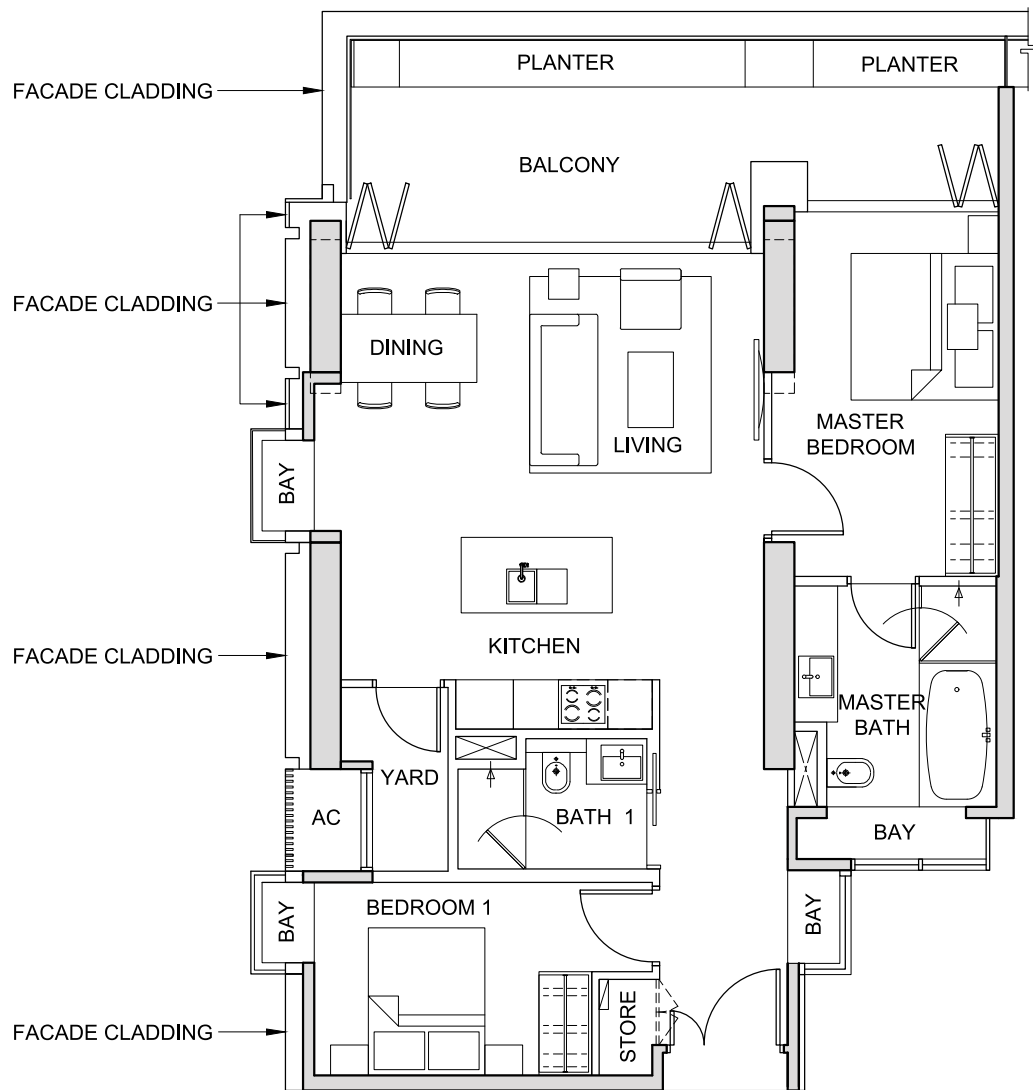 PLANTER
PLANTER
FACADE CLADDING
BALCONY
FACADE CLADDING
DINING
LIVING
MASTER
BEDROOM
BAY
KITCHEN
FACADE CLADDING
MASTER
BATH
YARD
AC
BATH 1
BAY
BEDROOM 1
BAY
BAY
STORE
FACADE CLADDING